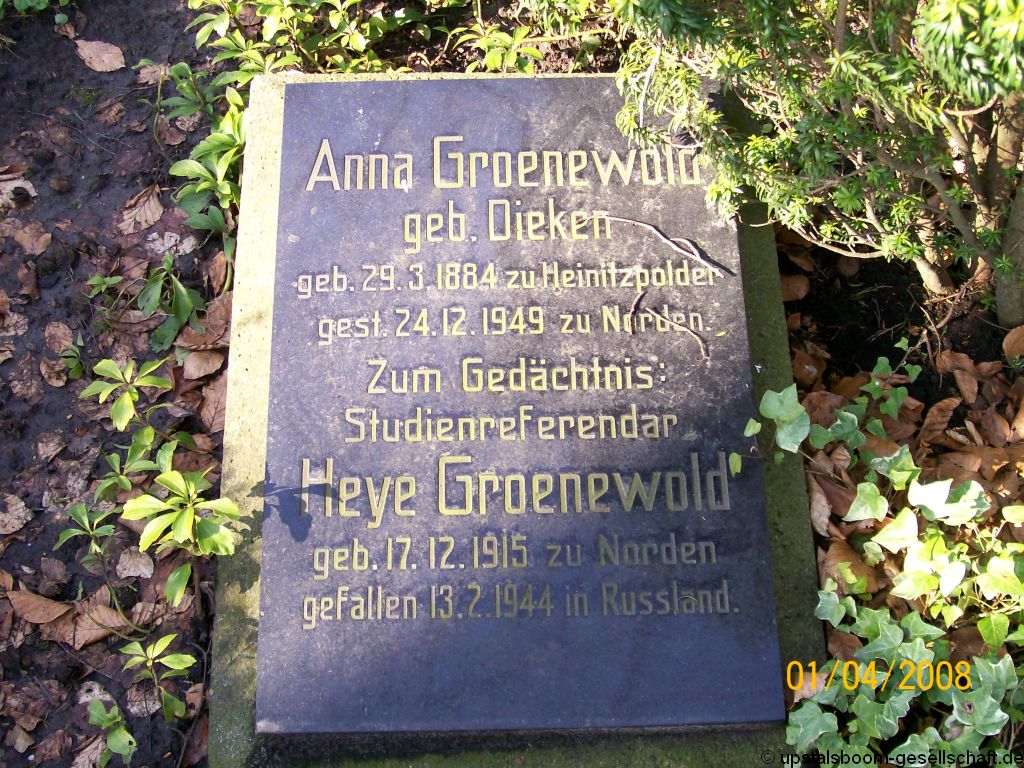 Anna Groenewold
geb. Dieken
geb. 29. 3. 1884 zu Heinitzpolder
gest. 24.12. 1949 zu Norden.
Zum Gedächtnis:
Studienreferendar
Heye Groenewold
geb. 17. 12. 1915 zu Norden
gefallen 13.2.1944 in Russland.
01/04/2008
© upstalsboom-gesellschaft.de